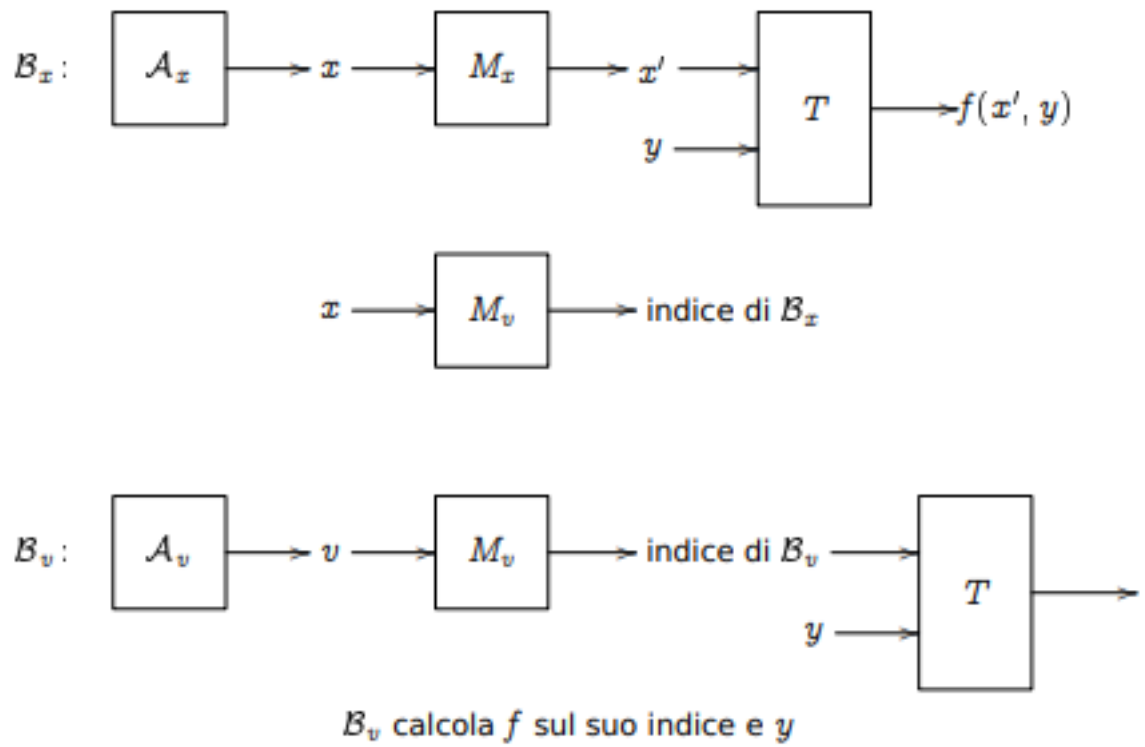 𝓑ₓ: 𝓐ₓ x Mₓ x′ T f(x′, y)
y
x Mᵥ indice di 𝓑ₓ
𝓑ᵥ: 𝓐ᵥ v Mᵥ indice di 𝓑ᵥ T
y
𝓑ᵥ calcola f sul suo indice e y